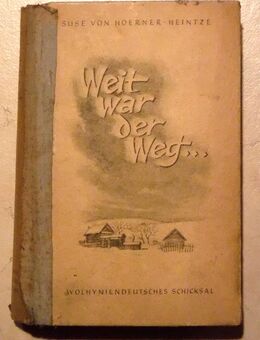 SUSE VON HOERNER-HEINTZE
Weit
war
der
Weg...
WOLHYNIENDEUTSCHES SCHICKSAL